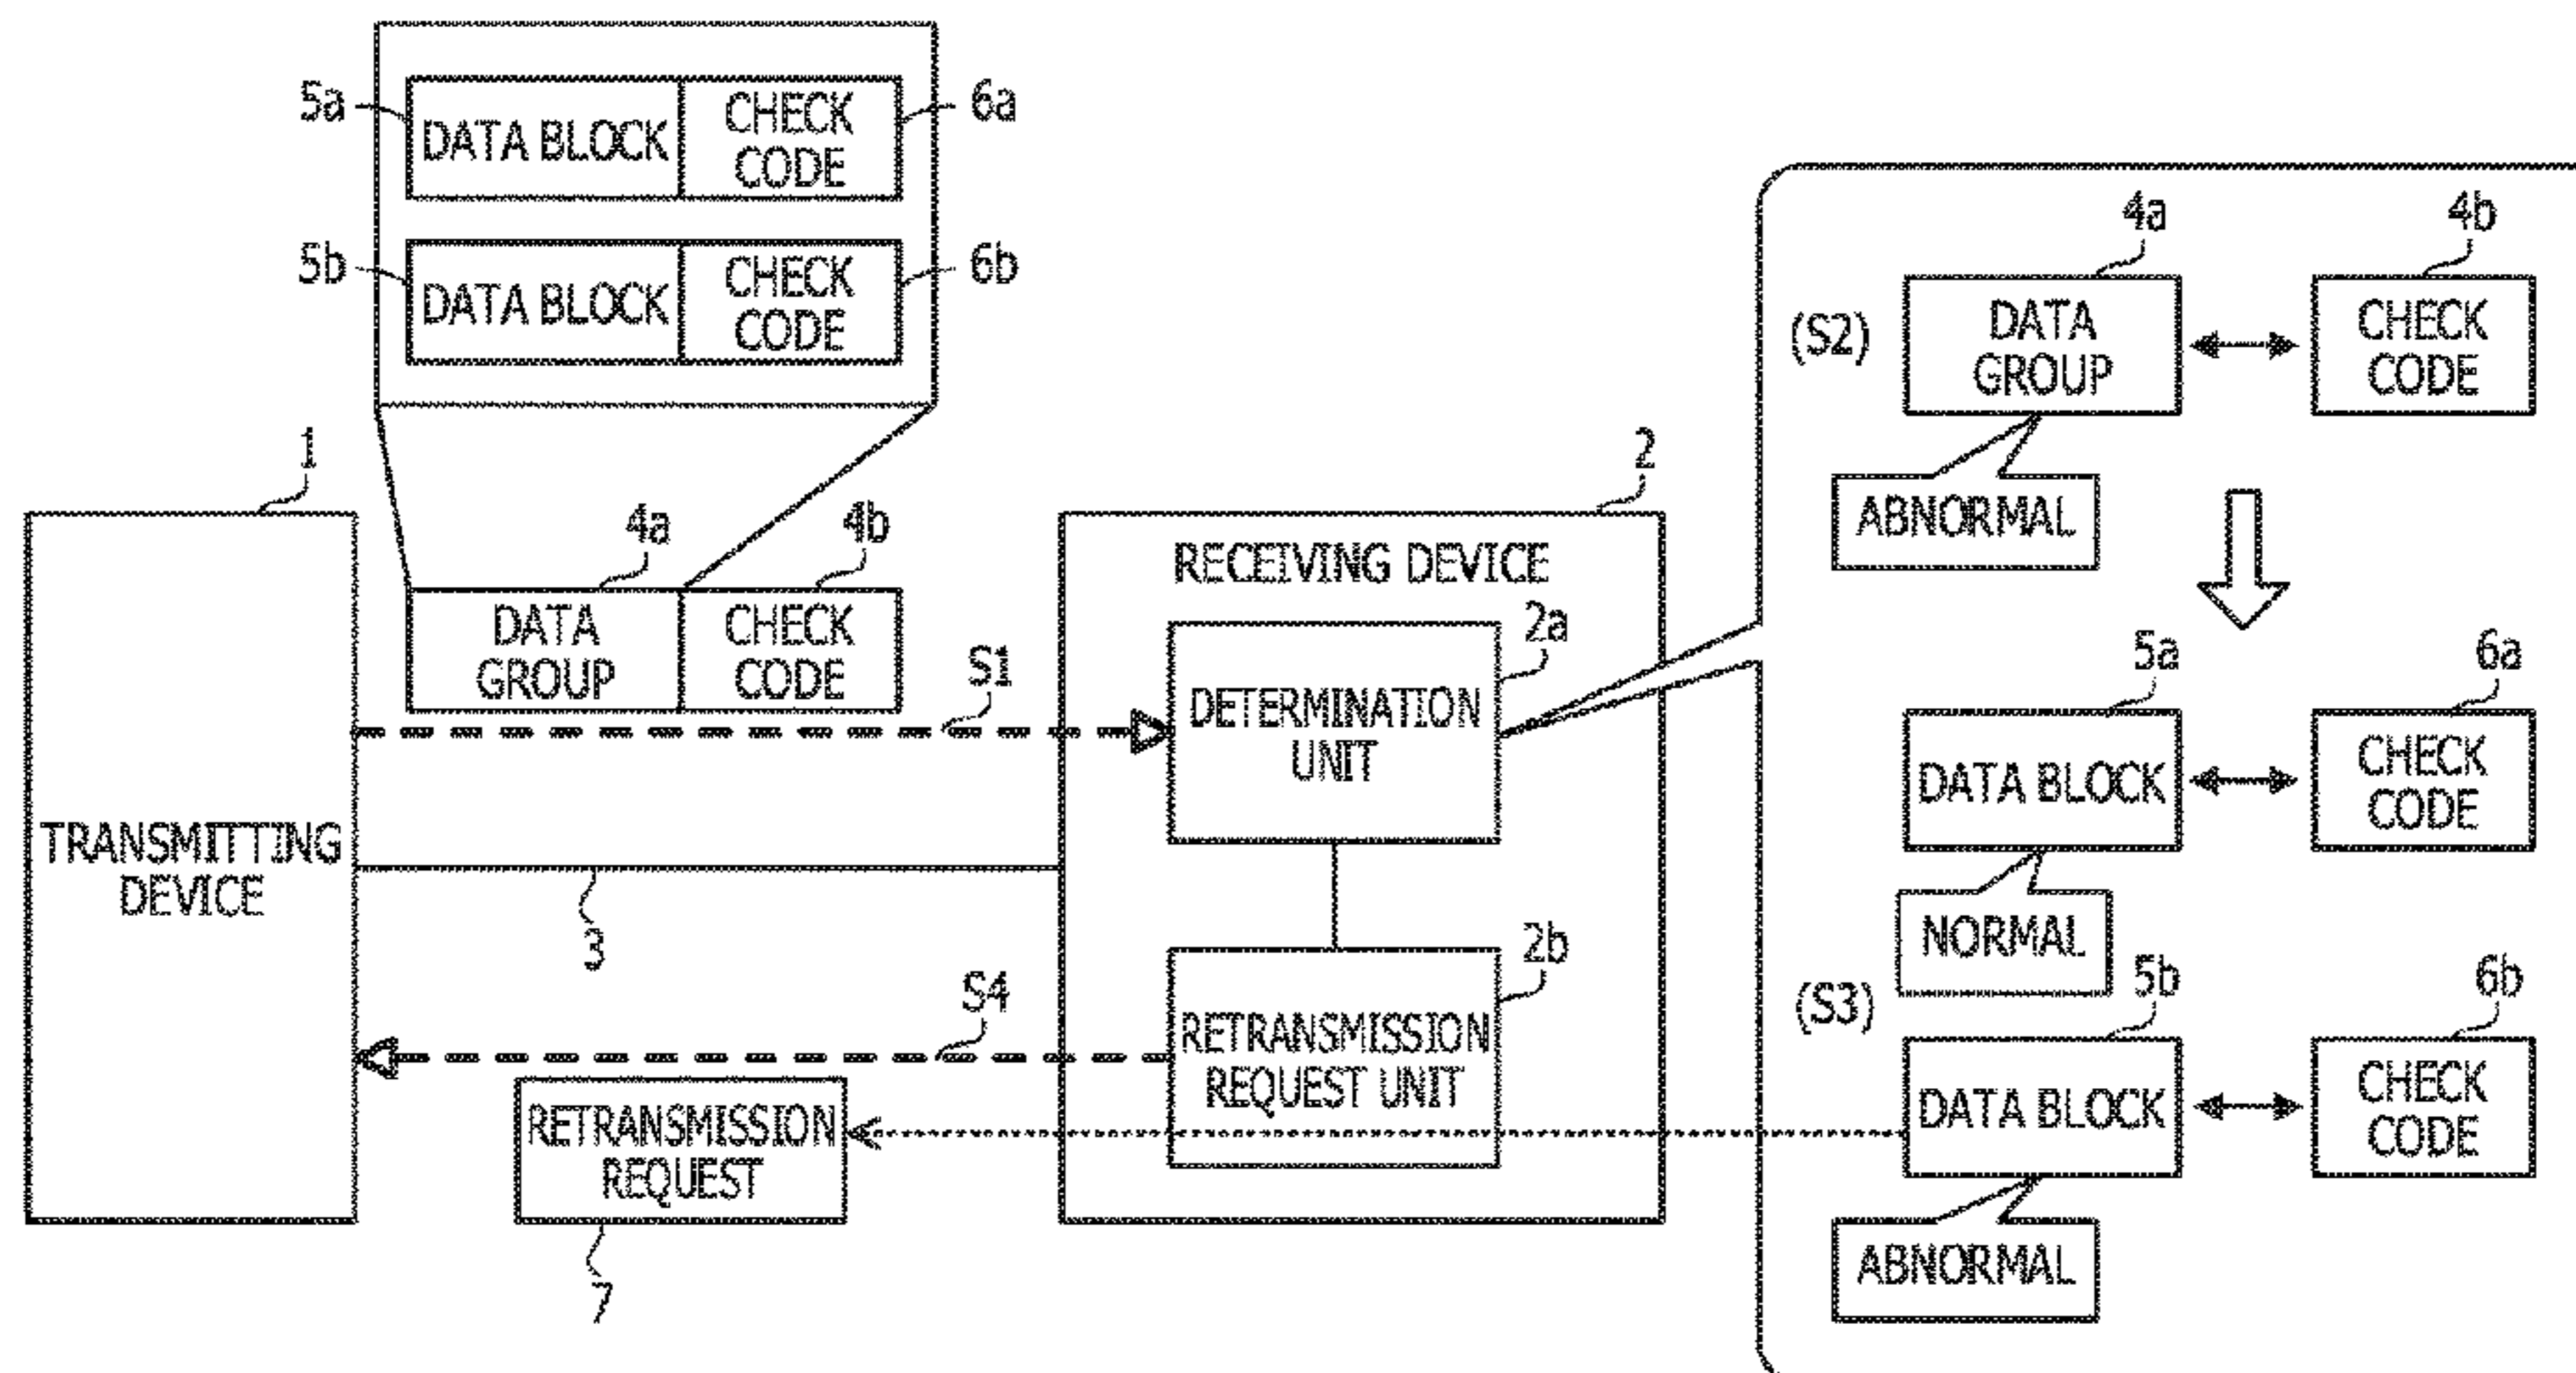 5a
DATA BLOCK
CHECK
CODE
6a
5b
DATA BLOCK
CHECK
CODE
6b
1
TRANSMITTING
DEVICE
4a
4b
DATA
GROUP
CHECK
CODE
S1
3
S4
RETRANSMISSION
REQUEST
7
2
RECEIVING DEVICE
2a
DETERMINATION
UNIT
2b
RETRANSMISSION
REQUEST UNIT
4a
4b
(S2)
DATA
GROUP
CHECK
CODE
ABNORMAL
5a
6a
DATA BLOCK
CHECK
CODE
NORMAL
(S3)
5b
6b
DATA BLOCK
CHECK
CODE
ABNORMAL